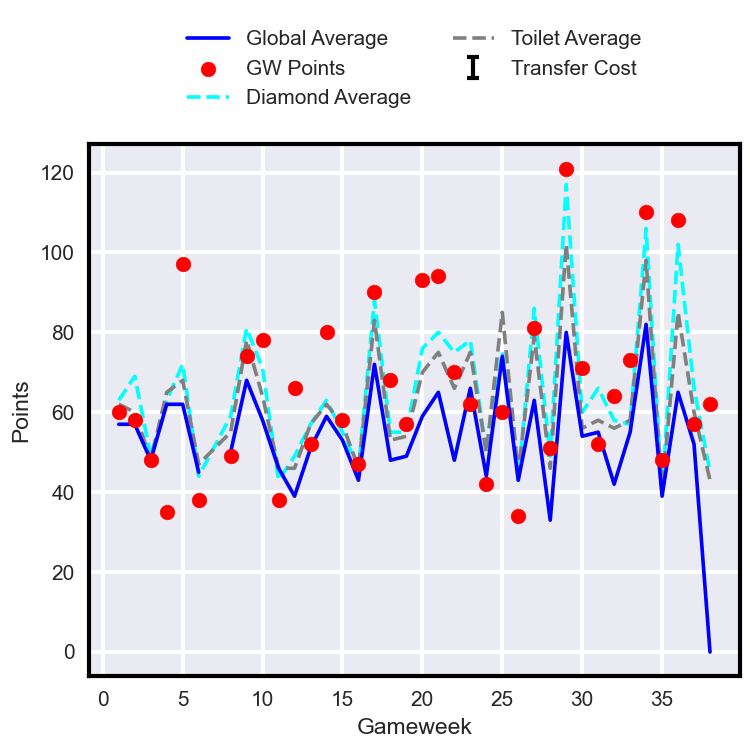 Global Average
GW Points
Diamond Average
Toilet Average
Transfer Cost
120
100
80
60
40
20
0
Points
0 5 10 15 20 25 30 35
Gameweek